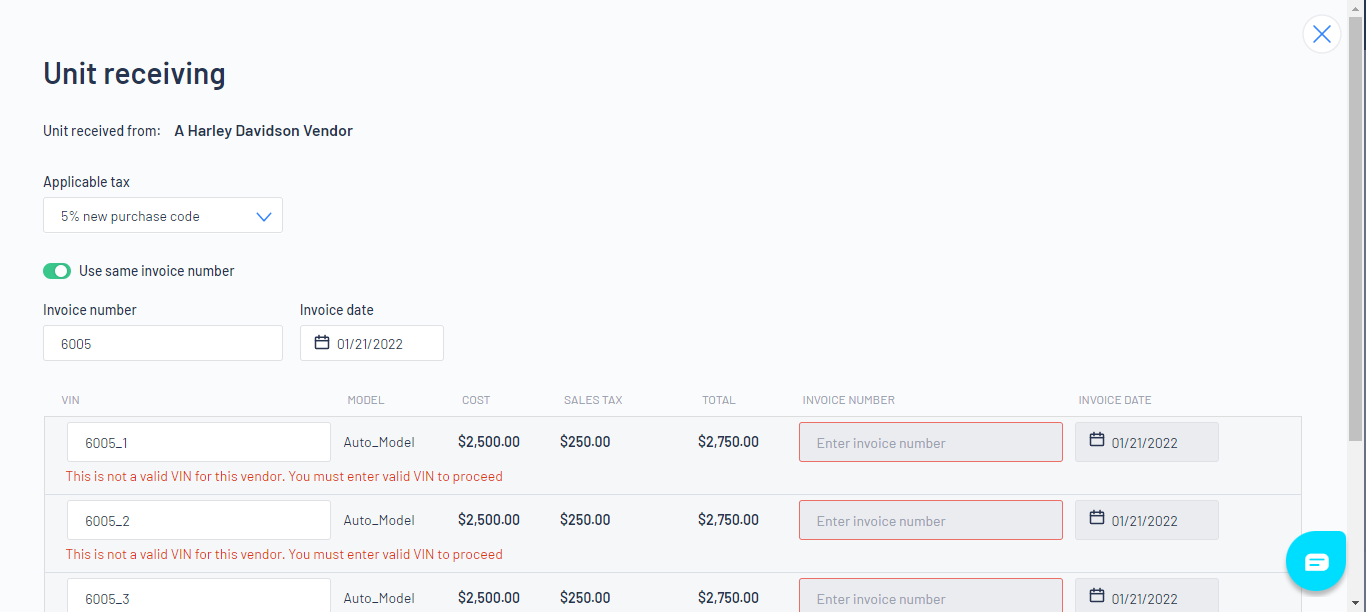 Unit receiving
Unit received from: A Harley Davidson Vendor
Applicable tax
5% new purchase code
Use same invoice number
Invoice number Invoice date
6005 01/21/2022
VIN MODEL COST SALES TAX TOTAL INVOICE NUMBER INVOICE DATE
6005_1 Auto_Model $2,500.00 $250.00 $2,750.00 Enter invoice number 01/21/2022
This is not a valid VIN for this vendor. You must enter valid VIN to proceed
6005_2 Auto_Model $2,500.00 $250.00 $2,750.00 Enter invoice number 01/21/2022
This is not a valid VIN for this vendor. You must enter valid VIN to proceed
6005_3 Auto_Model $2,500.00 $250.00 $2,750.00 Enter invoice number 01/21/2022